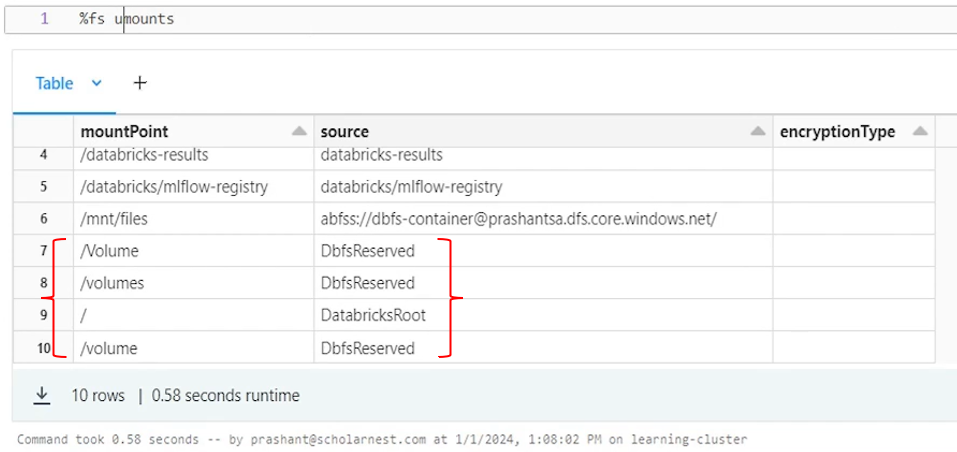 1 %fs umounts
Table
mountPoint source encryptionType
4 /databricks-results databricks-results
5 /databricks/mlflow-registry databricks/mlflow-registry
6 /mnt/files abfss://dbfs-container@prashantsa.dfs.core.windows.net/
7 /Volume DbfsReserved
8 /volumes DbfsReserved
9 / DatabricksRoot
10 /volume DbfsReserved
10 rows | 0.58 seconds runtime
Command took 0.58 seconds -- by prashant@scholarnest.com at 1/1/2024, 1:08:02 PM on learning-cluster